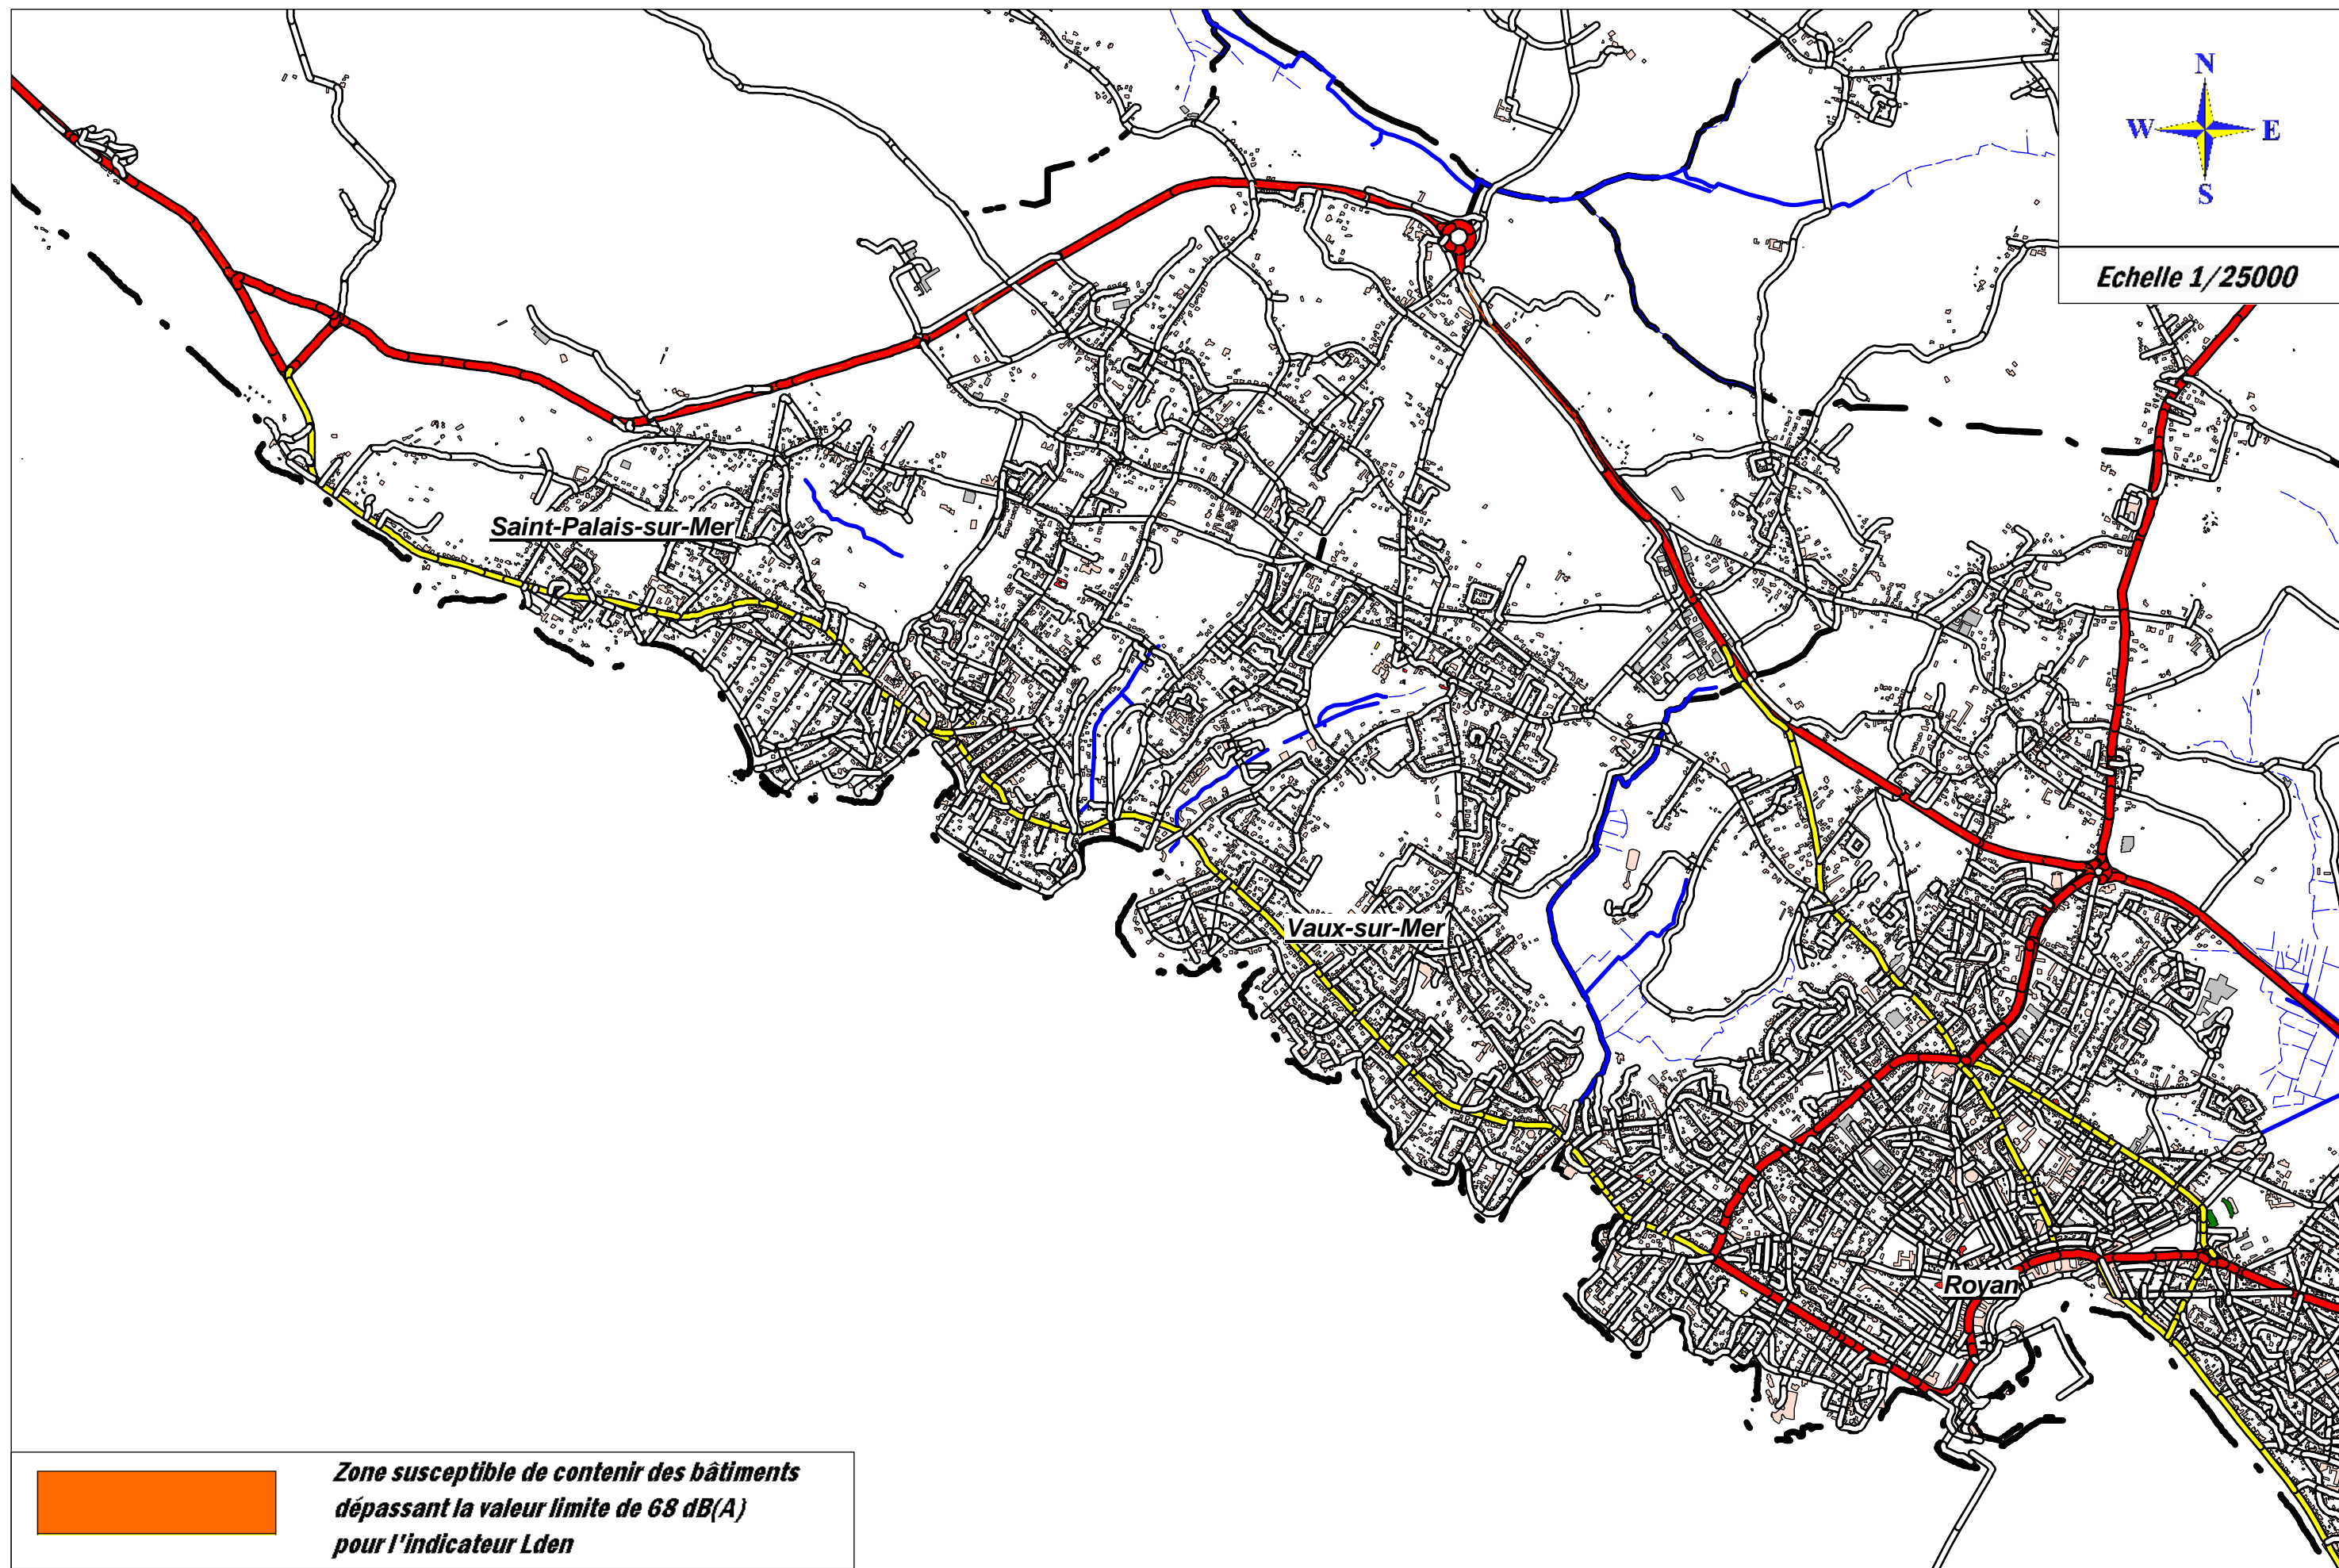 N
W E
S
Echelle 1/25000
Saint-Palais-sur-Mer
Vaux-sur-Mer
Royan
Zone susceptible de contenir des bâtiments
dépassant la valeur limite de 68 dB(A)
pour l'indicateur Lden